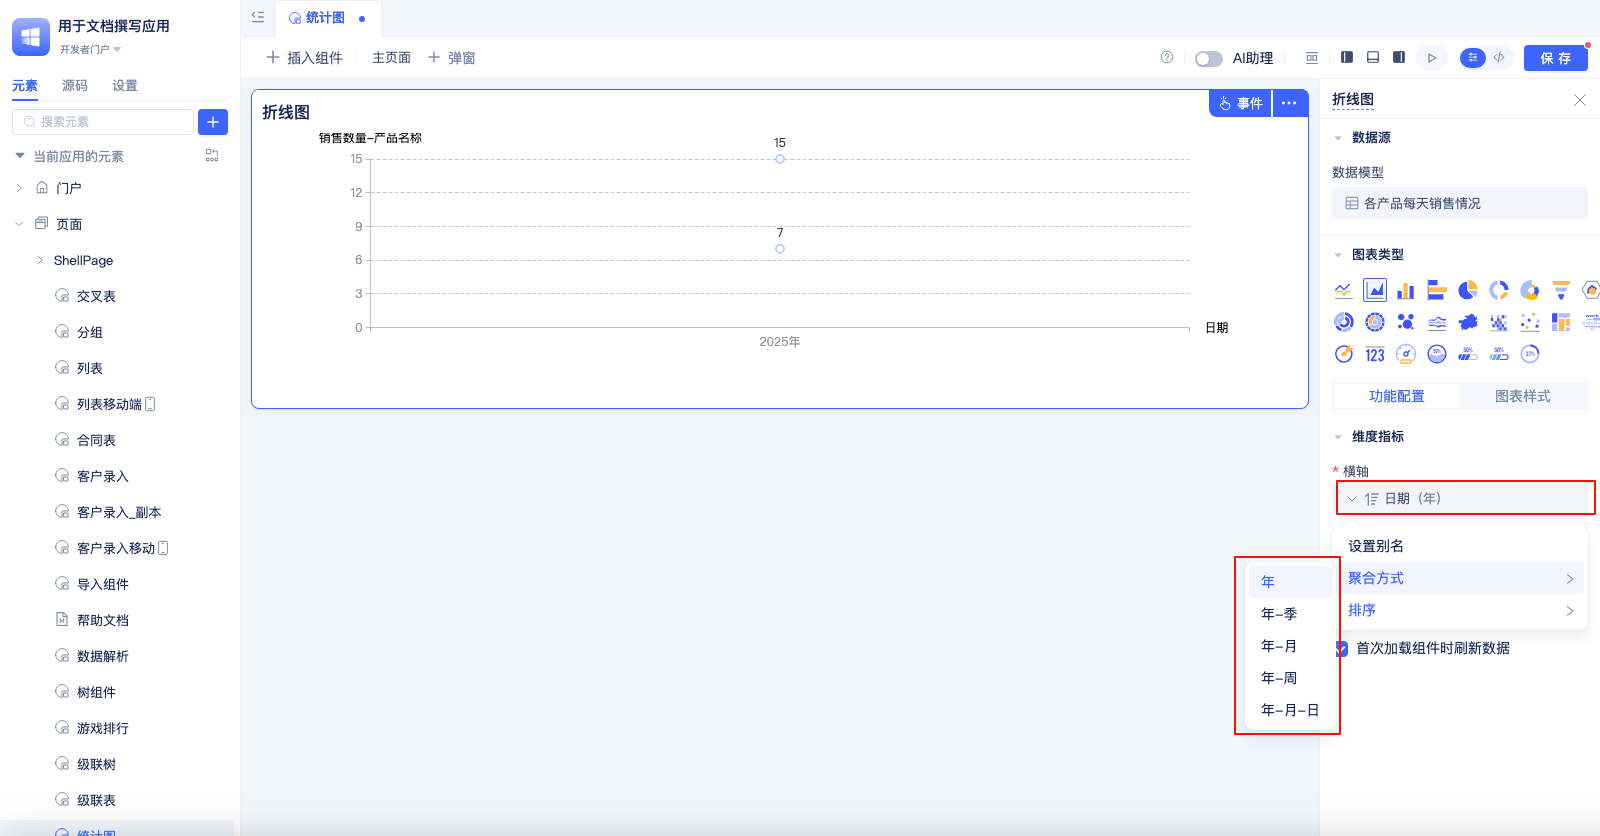 用于文档撰写应用
开发者门户
元素 源码 设置
搜索元素
当前应用的元素
门户
页面
ShellPage
交叉表
分组
列表
列表移动端
合同表
客户录入
客户录入_副本
客户录入移动
导入组件
帮助文档
数据解析
树组件
游戏排行
级联树
级联表
统计图
统计图
插入组件 主页面 弹窗
AI助理
保存
折线图
事件
销售数量-产品名称
15
12
9
6
3
0
15
7
2025年
日期
折线图
数据源
数据模型
各产品每天销售情况
图表类型
123
50%
50%
50%
37%
功能配置 图表样式
维度指标
* 横轴
日期 (年)
设置别名
聚合方式
排序
年
年-季
年-月
年-周
年-月-日
首次加载组件时刷新数据